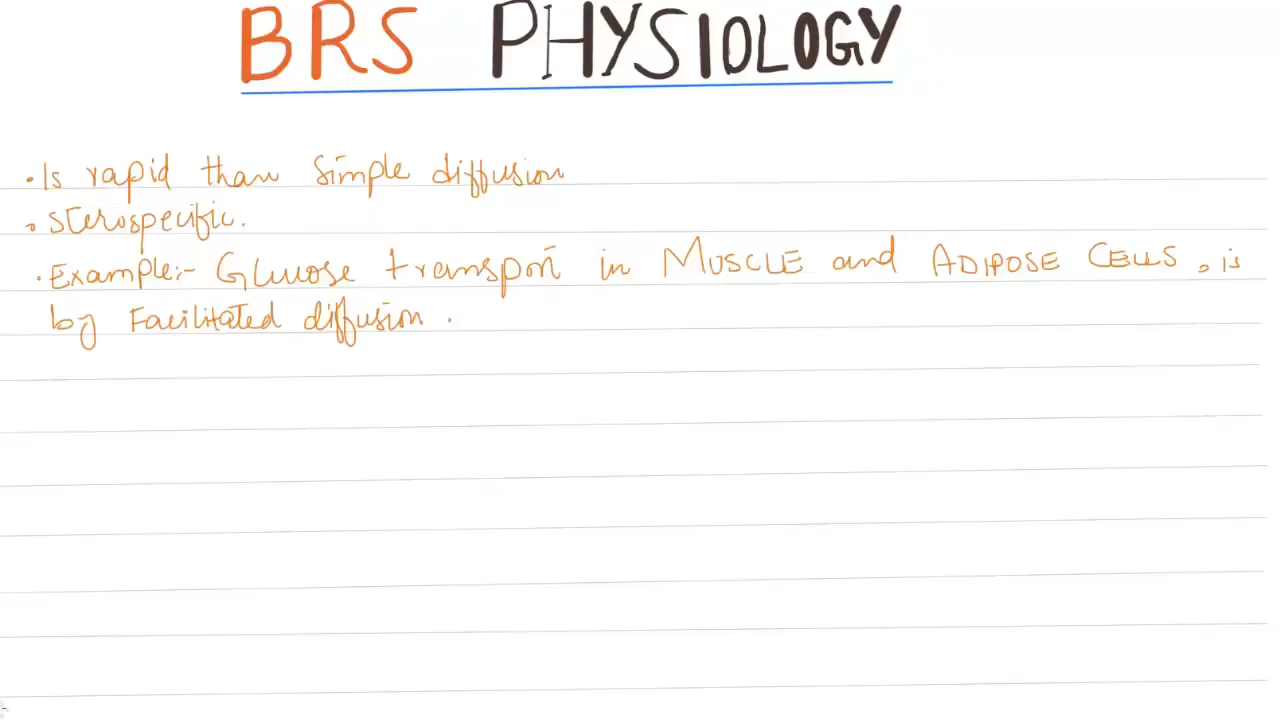 BRS PHYSIOLOGY
. Is rapid than simple diffusion
. sterospecific.
. Example:- Glucose transport in MUSCLE and ADIPOSE CELLS, is
by Facilitated diffusion.